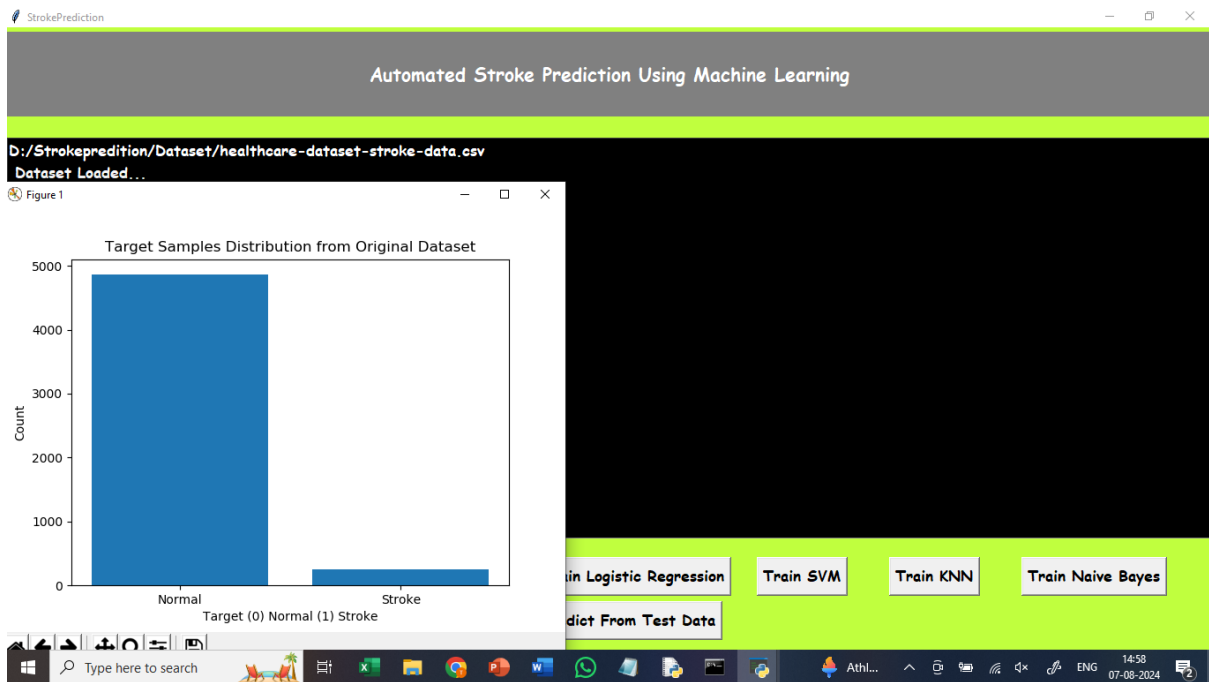 StrokePrediction
Automated Stroke Prediction Using Machine Learning
D:/Strokepredition/Dataset/healthcare-dataset-stroke-data.csv
Dataset Loaded...
Figure 1
Target Samples Distribution from Original Dataset
5000
4000
3000
2000
1000
0
Count
Normal Stroke
Target (0) Normal (1) Stroke
in Logistic Regression Train SVM Train KNN Train Naive Bayes
dict From Test Data
Type here to search
Athl...
ENG
14:58
07-08-2024
2